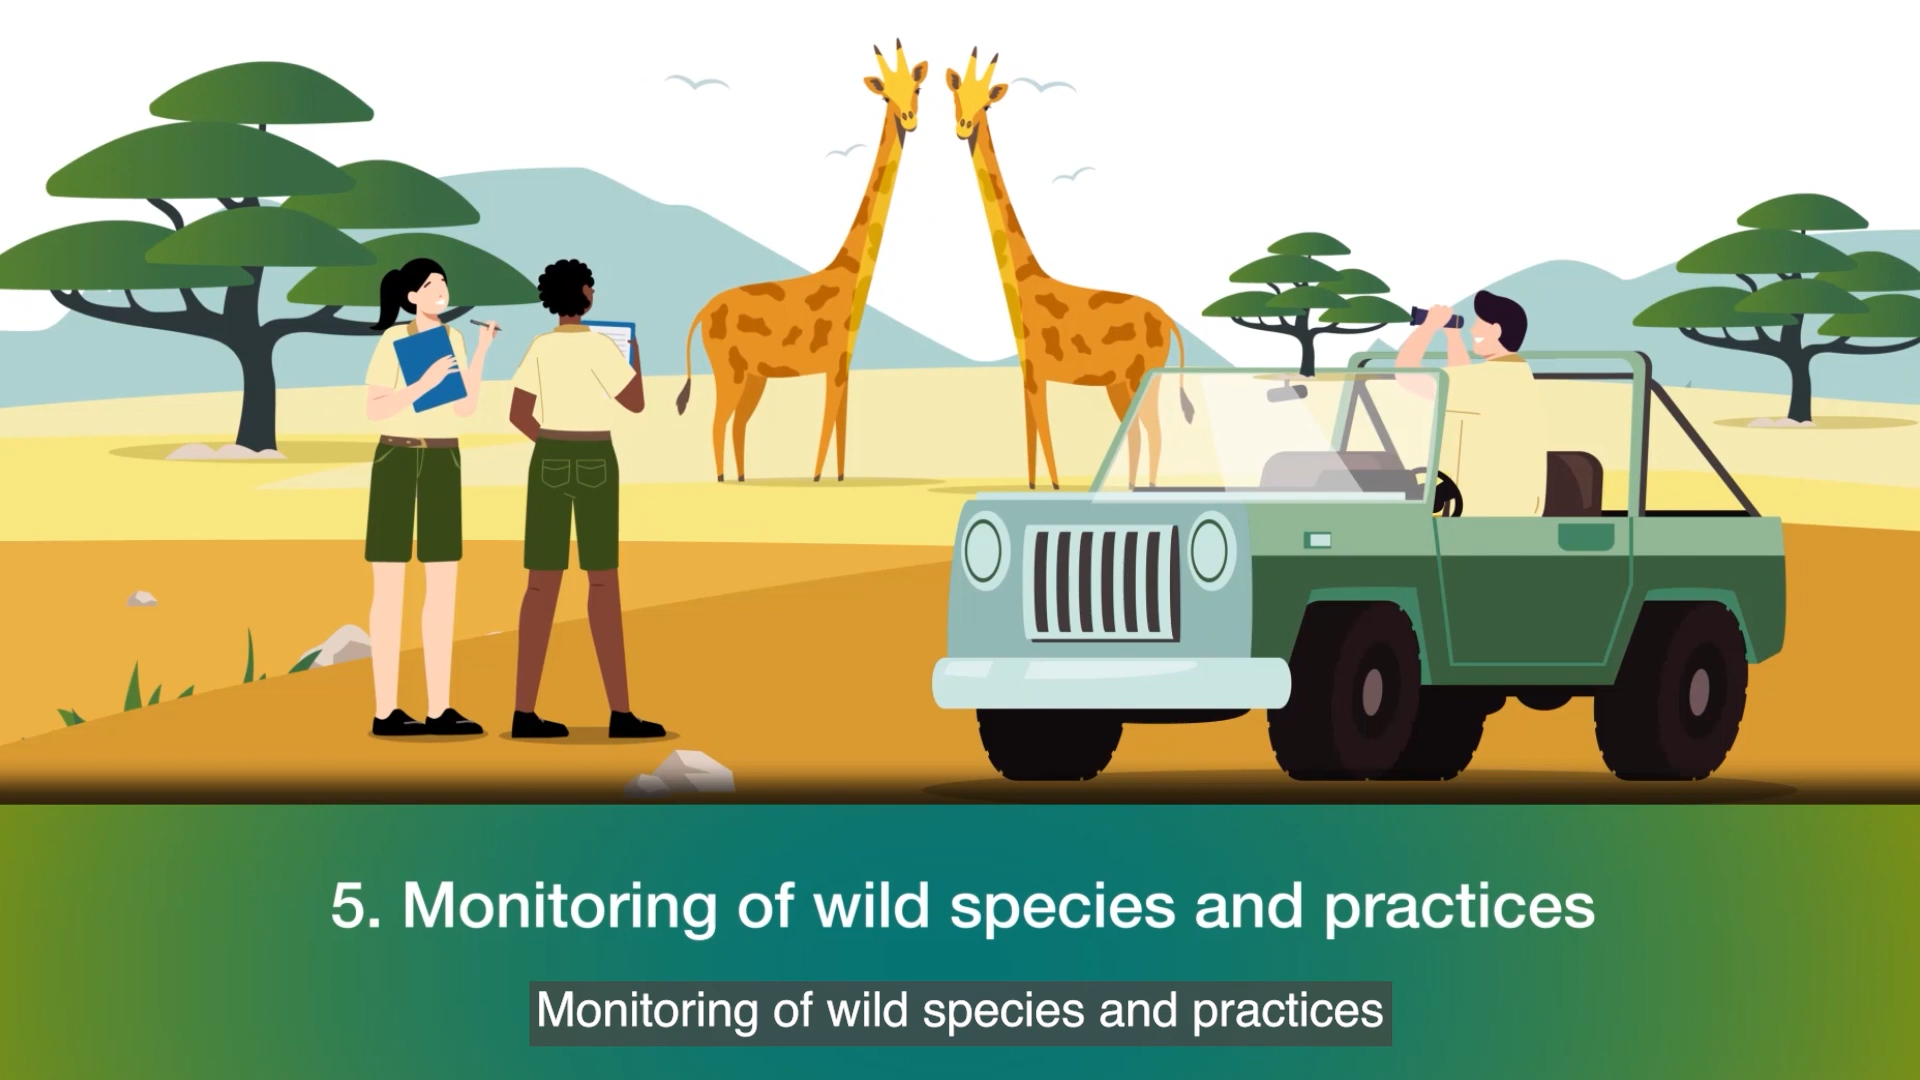 5. Monitoring of wild species and practices
Monitoring of wild species and practices